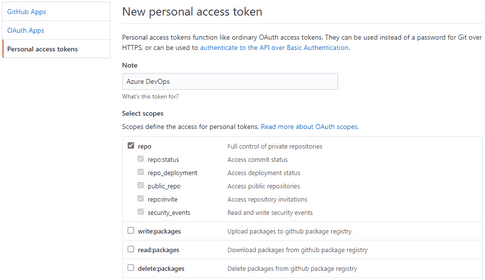 GitHub Apps
OAuth Apps
Personal access tokens
New personal access token
Personal access tokens function like ordinary OAuth access tokens. They can be used instead of a password for Git over
HTTPS, or can be used to authenticate to the API over Basic Authentication.
Note
Azure DevOps
What's this token for?
Select scopes
Scopes define the access for personal tokens. Read more about OAuth scopes.
repo Full control of private repositories
repo:status Access commit status
repo_deployment Access deployment status
public_repo Access public repositories
repo:invite Access repository invitations
security_events Read and write security events
write:packages Upload packages to github package registry
read:packages Download packages from github package registry
delete:packages Delete packages from github package registry